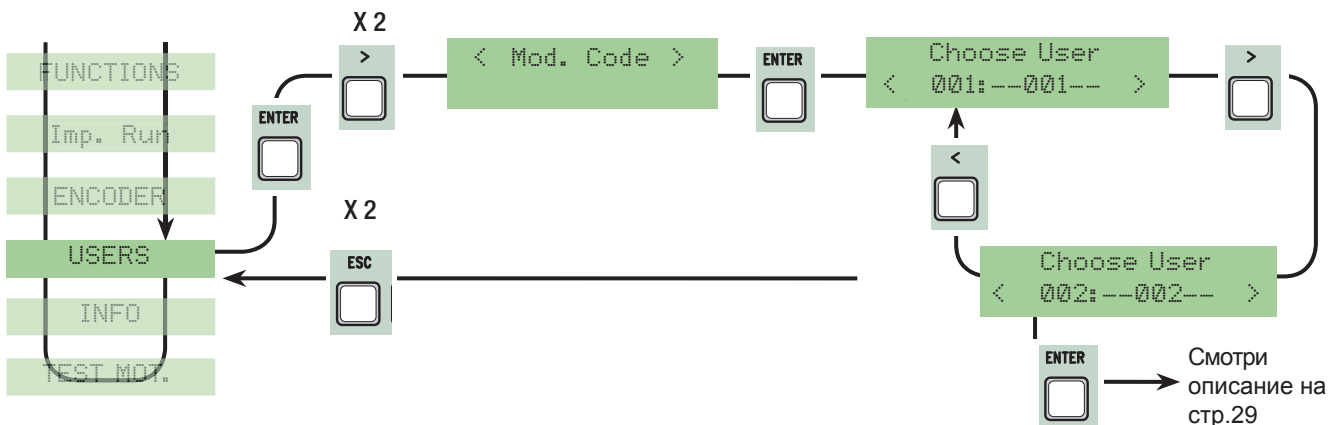 X 2
>
< Mod. Code >
ENTER
Choose User
< 001:--001-- >
>
FUNCTIONS
Imp. Run
ENCODER
USERS
INFO
TEST MOT.
ENTER
X 2
ESC
<
Choose User
< 002:--002-- >
ENTER
Смотри
описание на
стр.29